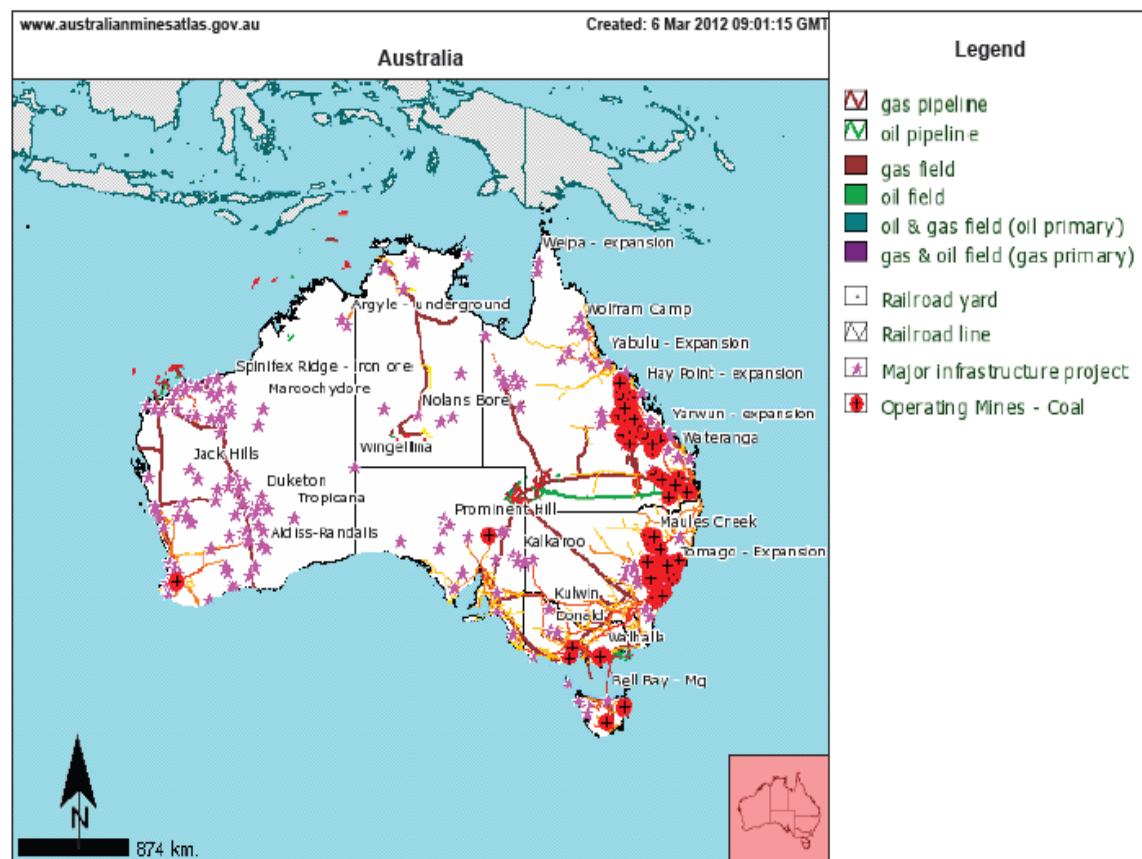 www.australianminesatlas.gov.au
Created: 6 Mar 2012 09:01:15 GMT
Australia
Legend
gas pipeline
oil pipeline
gas field
oil field
oil & gas field (oil primary)
gas & oil field (gas primary)
Railroad yard
Railroad line
Major infrastructure project
Operating Mines - Coal
Weipa - expansion
Argyle - underground
Wolfram Camp
Yabulu - Expansion
Spinifex Ridge - iron ore
Hay Point - expansion
Maroochydore
Nolans Bore
Yarwun - expansion
Wateranga
Wingellina
Jack Hills
Duketon
Tropicana
Prominent Hill
Maules Creek
Aldiss-Randalls
Kalkaroo
Tomago - Expansion
Kulwin
Donald
Walhalla
Bell Bay - Mg
N
874 km.